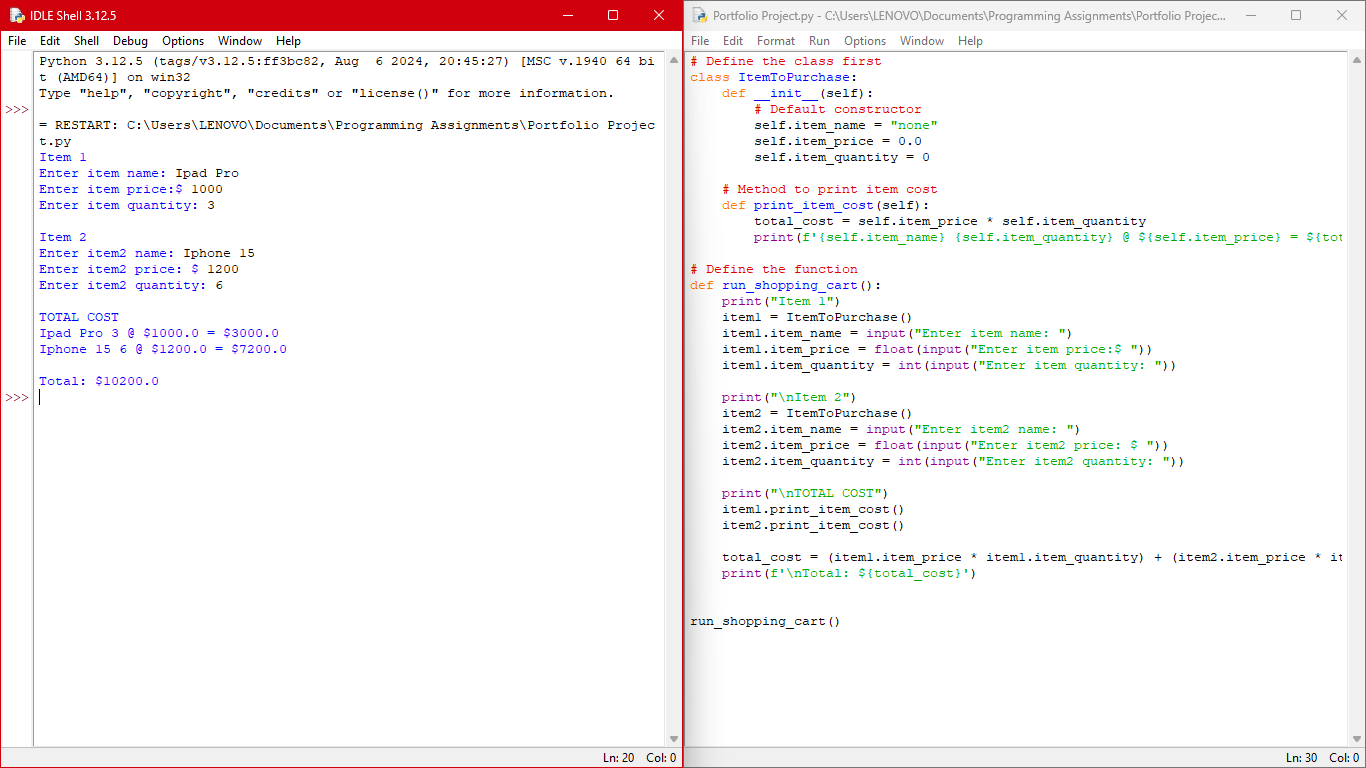 IDLE Shell 3.12.5
File Edit Shell Debug Options Window Help
Python 3.12.5 (tags/v3.12.5:ff3bc82, Aug  6 2024, 20:45:27) [MSC v.1940 64 bi
t (AMD64)] on win32
Type "help", "copyright", "credits" or "license()" for more information.
>>>
= RESTART: C:\Users\LENOVO\Documents\Programming Assignments\Portfolio Projec
t.py
Item 1
Enter item name: Ipad Pro
Enter item price:$ 1000
Enter item quantity: 3
Item 2
Enter item2 name: Iphone 15
Enter item2 price: $ 1200
Enter item2 quantity: 6
TOTAL COST
Ipad Pro 3 @ $1000.0 = $3000.0
Iphone 15 6 @ $1200.0 = $7200.0
Total: $10200.0
>>>
Ln: 20 Col: 0
Portfolio Project.py - C:\Users\LENOVO\Documents\Programming Assignments\Portfolio Projec...
File Edit Format Run Options Window Help
# Define the class first
class ItemToPurchase:
    def __init__(self):
        # Default constructor
        self.item_name = "none"
        self.item_price = 0.0
        self.item_quantity = 0
    # Method to print item cost
    def print_item_cost(self):
        total_cost = self.item_price * self.item_quantity
        print(f'{self.item_name} {self.item_quantity} @ ${self.item_price} = ${tot
# Define the function
def run_shopping_cart():
    print("Item 1")
    item1 = ItemToPurchase()
    item1.item_name = input("Enter item name: ")
    item1.item_price = float(input("Enter item price:$ "))
    item1.item_quantity = int(input("Enter item quantity: "))
    print("\nItem 2")
    item2 = ItemToPurchase()
    item2.item_name = input("Enter item2 name: ")
    item2.item_price = float(input("Enter item2 price: $ "))
    item2.item_quantity = int(input("Enter item2 quantity: "))
    print("\nTOTAL COST")
    item1.print_item_cost()
    item2.print_item_cost()
    total_cost = (item1.item_price * item1.item_quantity) + (item2.item_price * it
    print(f'\nTotal: ${total_cost}')
run_shopping_cart()
Ln: 30 Col: 0